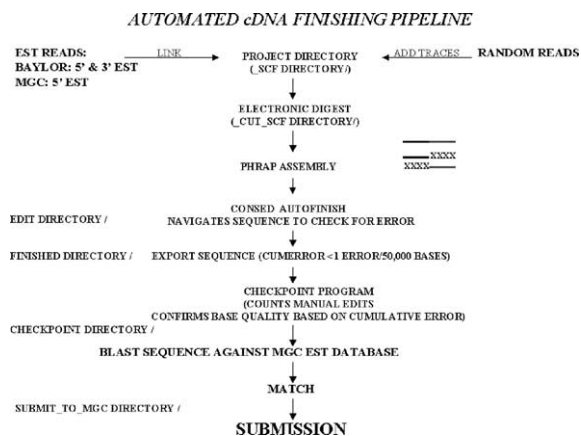 AUTOMATED cDNA FINISHING PIPELINE
EST READS:
BAYLOR: 5' & 3' EST
MGC: 5' EST
LINK
PROJECT DIRECTORY
(_SCF DIRECTORY/)
ADD TRACES
RANDOM READS
ELECTRONIC DIGEST
(_CUT_SCF DIRECTORY/)
PHRAP ASSEMBLY
XXXX
XXXX
CONSED AUTOFINISH
EDIT DIRECTORY /
NAVIGATES SEQUENCE TO CHECK FOR ERROR
FINISHED DIRECTORY /
EXPORT SEQUENCE (CUMERROR <1 ERROR/50,000 BASES)
CHECKPOINT PROGRAM
(COUNTS MANUAL EDITS
CONFIRMS BASE QUALITY BASED ON CUMULATIVE ERROR)
CHECKPOINT DIRECTORY /
BLAST SEQUENCE AGAINST MGC EST DATABASE
MATCH
SUBMIT_TO_MGC DIRECTORY /
SUBMISSION